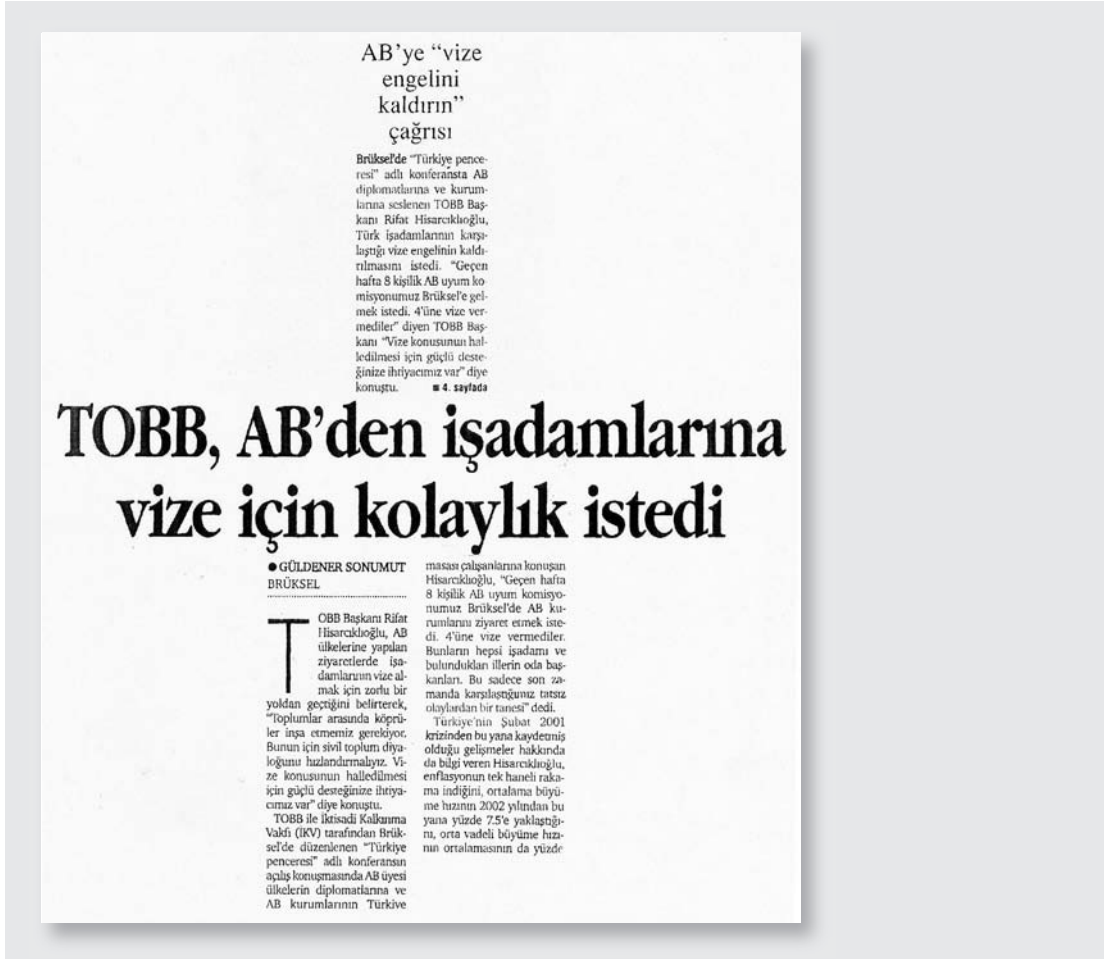 AB’ye “vize
engelini
kaldırın”
çağrısı
Brüksel’de “Türkiye pence-
resi” adlı konferansta AB
diplomatlarına ve kurum-
larına seslenen TOBB Baş-
kanı Rifat Hisarcıklıoğlu,
Türk işadamlarının karşı-
laştığı vize engelinin kaldı-
rılmasını istedi. “Geçen
hafta 8 kişilik AB uyum ko-
misyonumuz Brüksel’e gel-
mek istedi. 4’üne vize ver-
mediler” diyen TOBB Baş-
kanı “Vize konusunun hal-
ledilmesi için güçlü deste-
ğinize ihtiyacımız var” diye
konuştu. ■ 4. sayfada
TOBB, AB’den işadamlarına
vize için kolaylık istedi
● GÜLDENER SONUMUT
BRÜKSEL
TOBB Başkanı Rifat
Hisarcıklıoğlu, AB
ülkelerine yapılan
ziyaretlerde işa-
damlarının vize al-
mak için zorlu bir
yoldan geçtiğini belirterek,
“Toplumlar arasında köprü-
ler inşa etmemiz gerekiyor.
Bunun için sivil toplum diya-
loğunu hızlandırmalıyız. Vi-
ze konusunun halledilmesi
için güçlü desteğinize ihtiya-
cımız var” diye konuştu.
TOBB ile İktisadi Kalkınma
Vakfı (İKV) tarafından Brük-
sel’de düzenlenen “Türkiye
penceresi” adlı konferansın
açılış konuşmasında AB üyesi
ülkelerin diplomatlarına ve
AB kurumlarının Türkiye
masası çalışanlarına konuşan
Hisarcıklıoğlu, “Geçen hafta
8 kişilik AB uyum komisyo-
numuz Brüksel’de AB ku-
rumlarını ziyaret etmek iste-
di. 4’üne vize vermediler.
Bunların hepsi işadamı ve
bulundukları illerin oda baş-
kanları. Bu sadece son za-
manda karşılaştığımız tatsız
olaylardan bir tanesi” dedi.
Türkiye’nin Şubat 2001
krizinden bu yana kaydetmiş
olduğu gelişmeler hakkında
da bilgi veren Hisarcıklıoğlu,
enflasyonun tek haneli raka-
ma indiğini, ortalama büyü-
me hızının 2002 yılından bu
yana yüzde 7.5’e yaklaştığı-
nı, orta vadeli büyüme hızı-
nın ortalamasının da yüzde